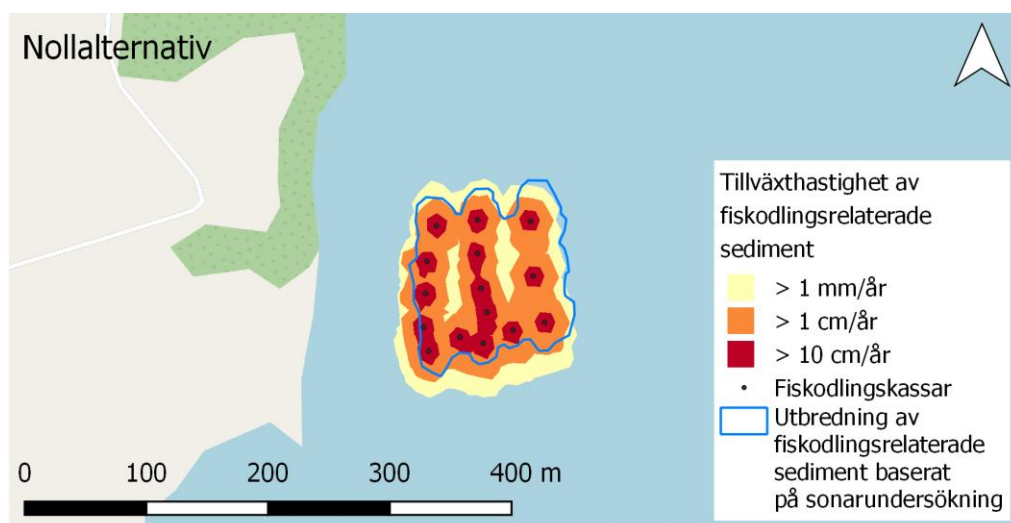 Nollalternativ
Tillväxthastighet av
fiskodlingsrelaterade
sediment
> 1 mm/år
> 1 cm/år
> 10 cm/år
Fiskodlingskassar
Utbredning av
fiskodlingsrelaterade
sediment baserat
på sonarundersökning
0 100 200 300 400 m